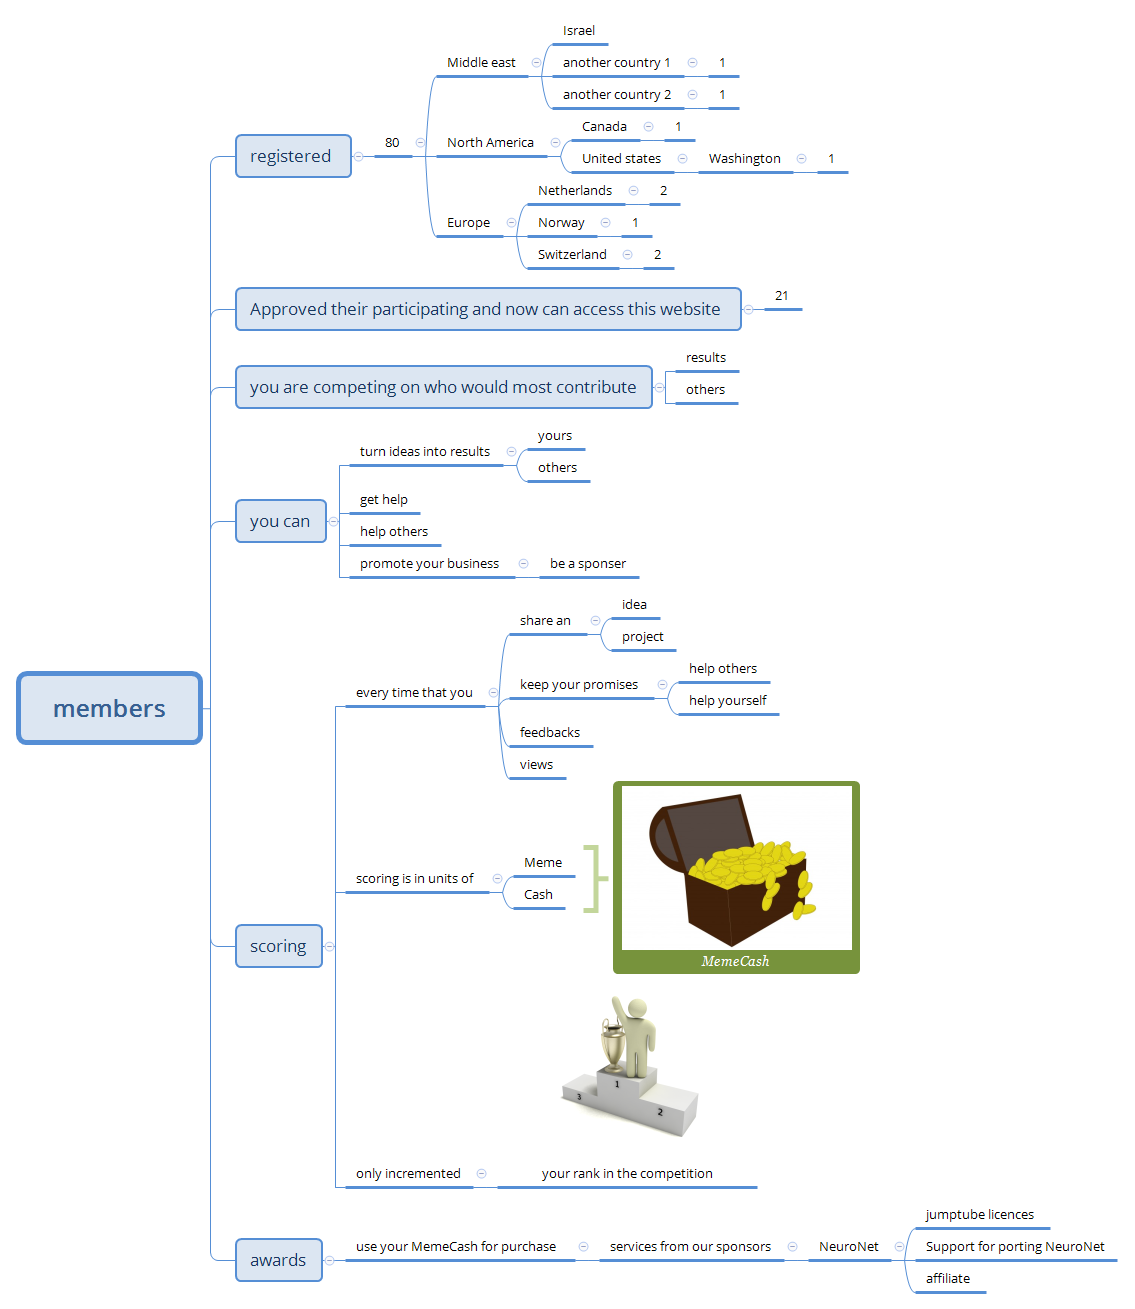 members
registered
80
Middle east
Israel
another country 1
1
another country 2
1
North America
Canada
1
United states
Washington
1
Europe
Netherlands
2
Norway
1
Switzerland
2
Approved their participating and now can access this website
21
you are competing on who would most contribute
results
others
you can
turn ideas into results
yours
others
get help
help others
promote your business
be a sponser
scoring
every time that you
share an
idea
project
keep your promises
help others
help yourself
feedbacks
views
scoring is in units of
Meme
Cash
MemeCash
1
3
2
only incremented
your rank in the competition
awards
use your MemeCash for purchase
services from our sponsors
NeuroNet
jumptube licences
Support for porting NeuroNet
affiliate